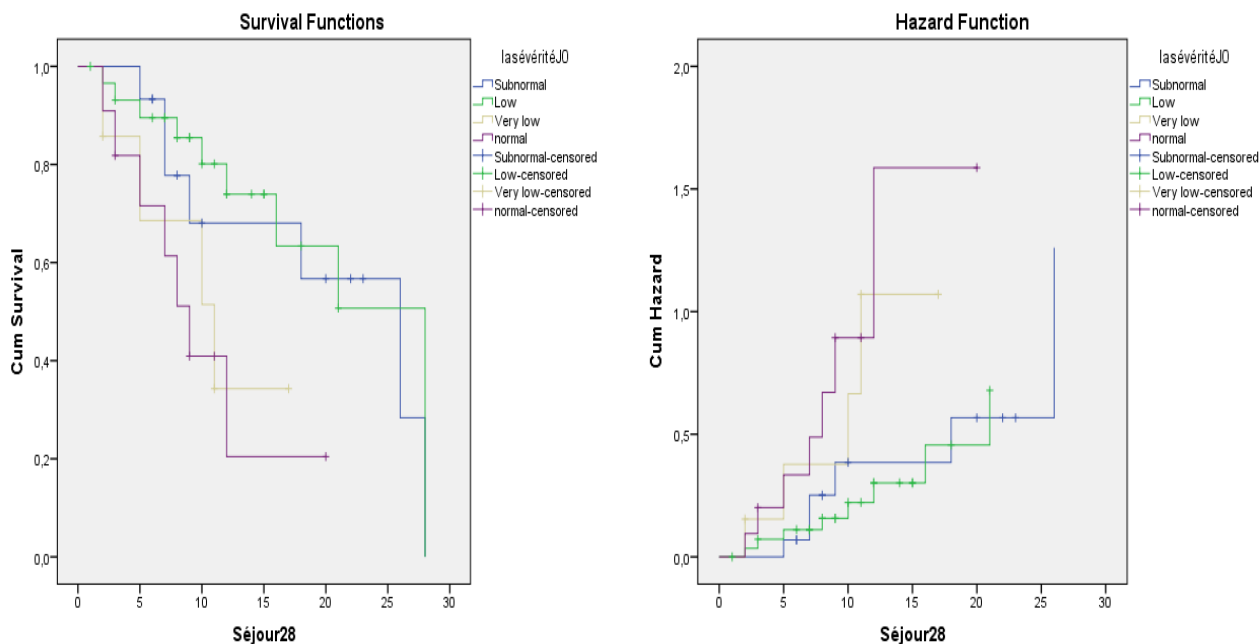 Survival Functions
1,0
0,8
0,6
0,4
0,2
0,0
Cum Survival
0 5 10 15 20 25 30
Séjour28
lasévéritéJ0
Subnormal
Low
Very low
normal
Subnormal-censored
Low-censored
Very low-censored
normal-censored
Hazard Function
2,0
1,5
1,0
0,5
0,0
Cum Hazard
0 5 10 15 20 25 30
Séjour28
lasévéritéJ0
Subnormal
Low
Very low
normal
Subnormal-censored
Low-censored
Very low-censored
normal-censored